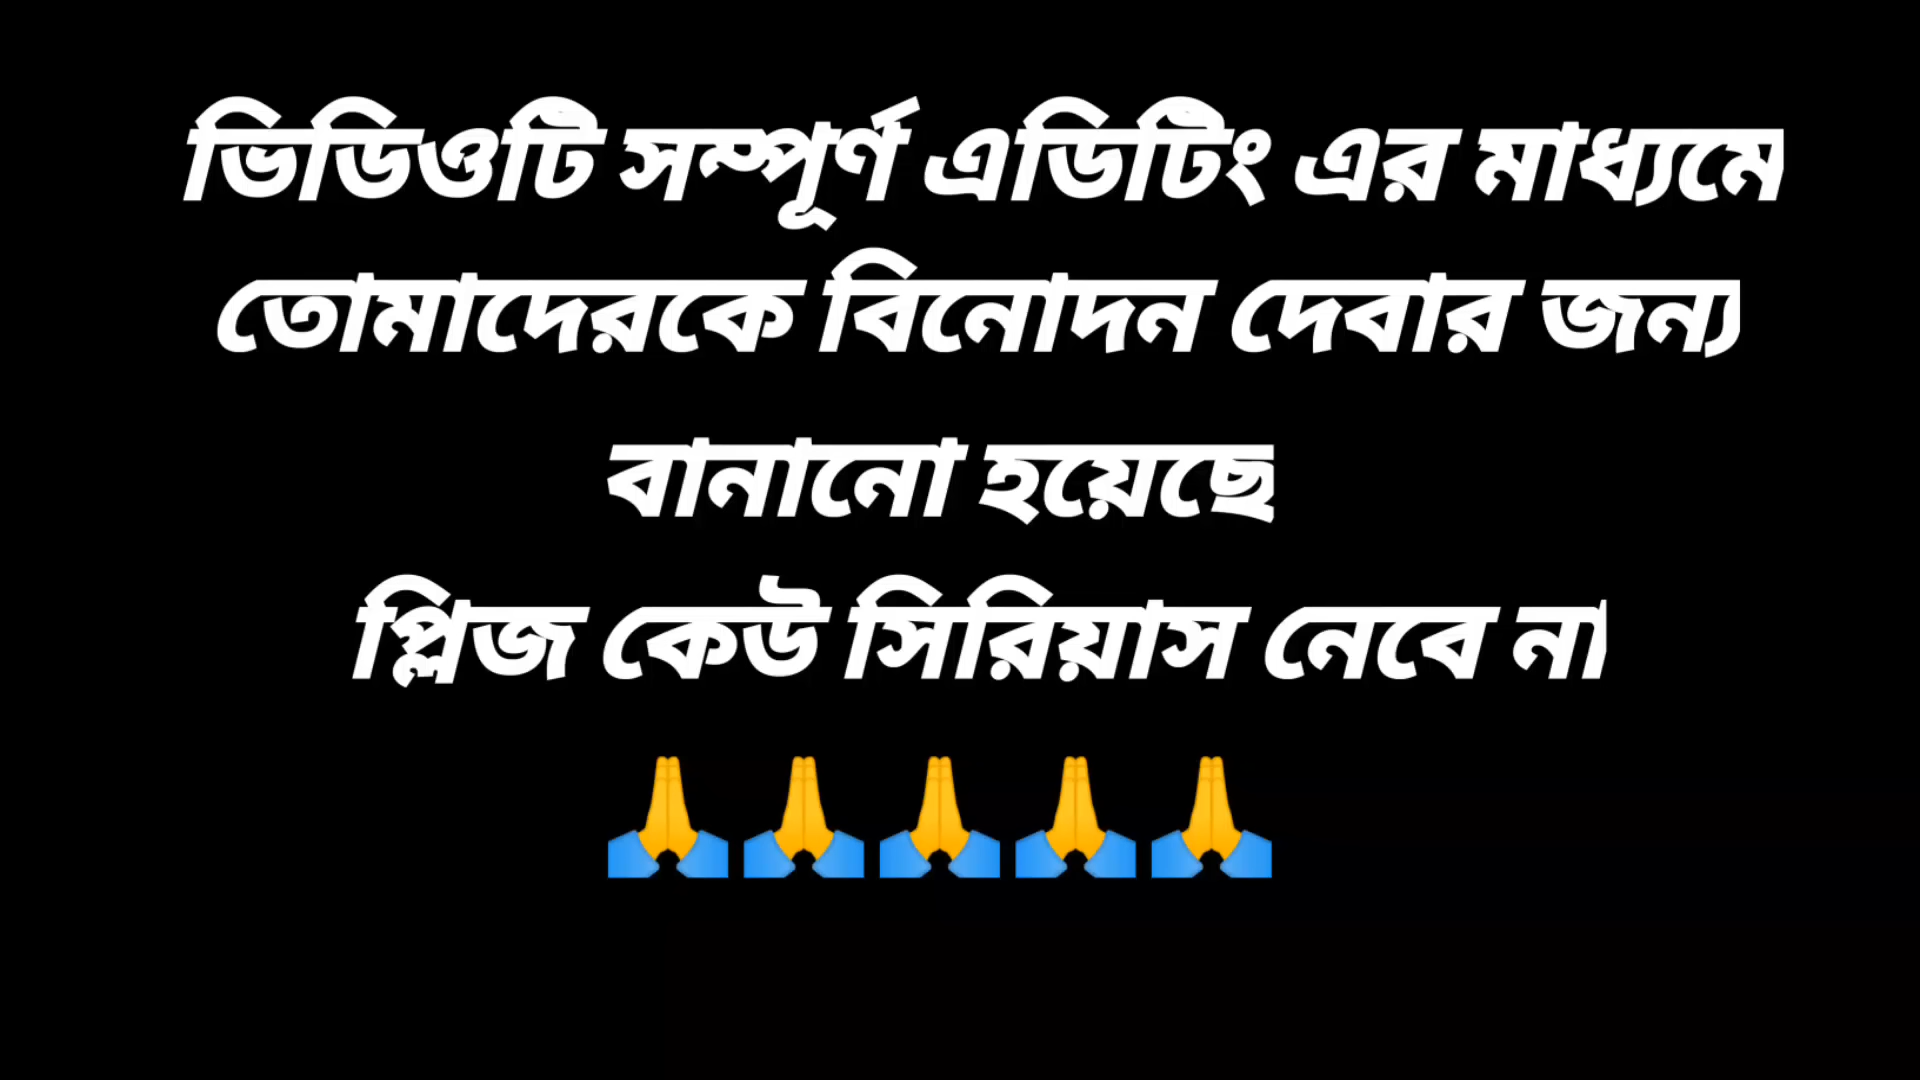 ভিডিওটি সম্পূর্ণ এডিটিং এর মাধ্যমে
তোমাদেরকে বিনোদন দেবার জন্য
বানানো হয়েছে
প্লিজ কেউ সিরিয়াস নেবে না
🙏🙏🙏🙏🙏